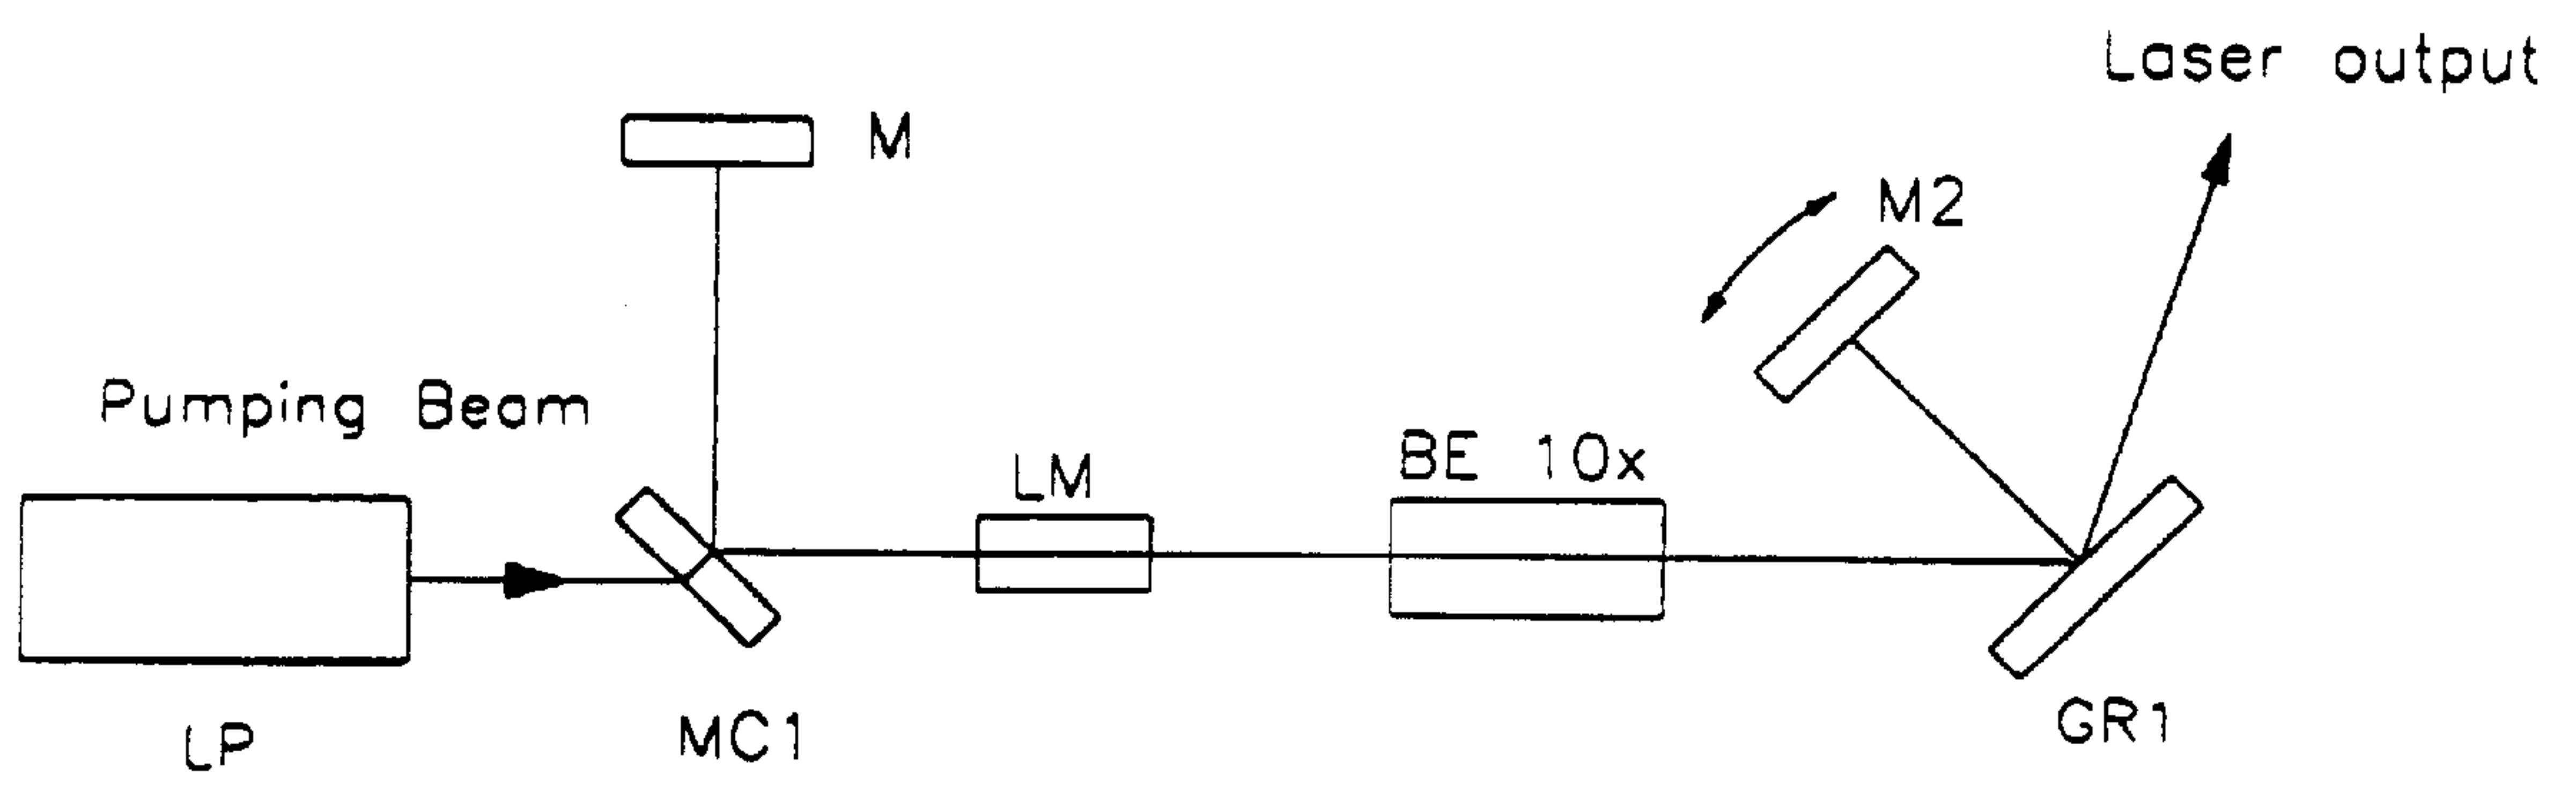 Laser output
M
M2
Pumping Beam
LM
BE 10x
LP
MC1
GR1